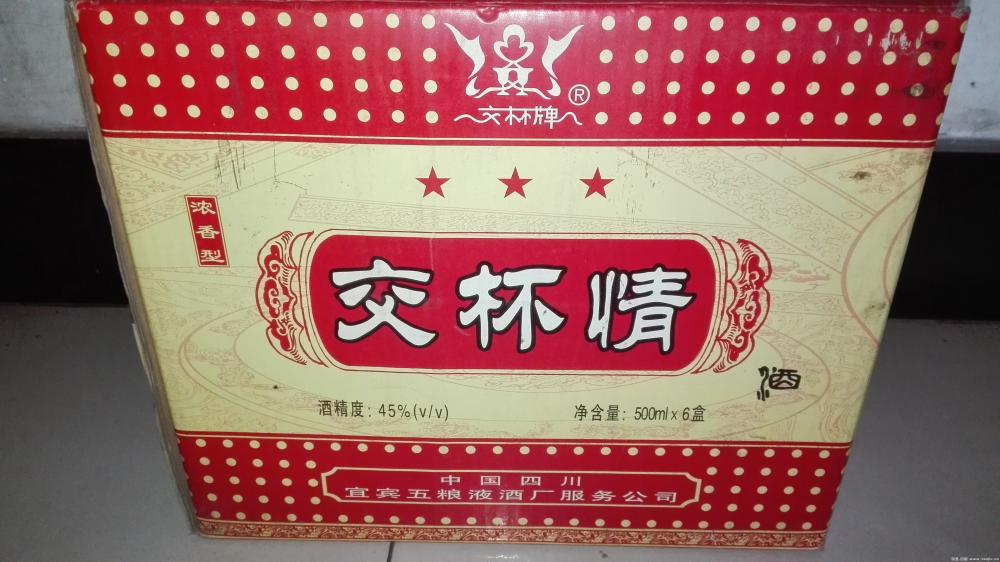 ®
交杯牌
浓香型
交杯情
酒
酒精度：45%(v/v)
净含量：500ml x 6盒
中国四川
宜宾五粮液酒厂服务公司